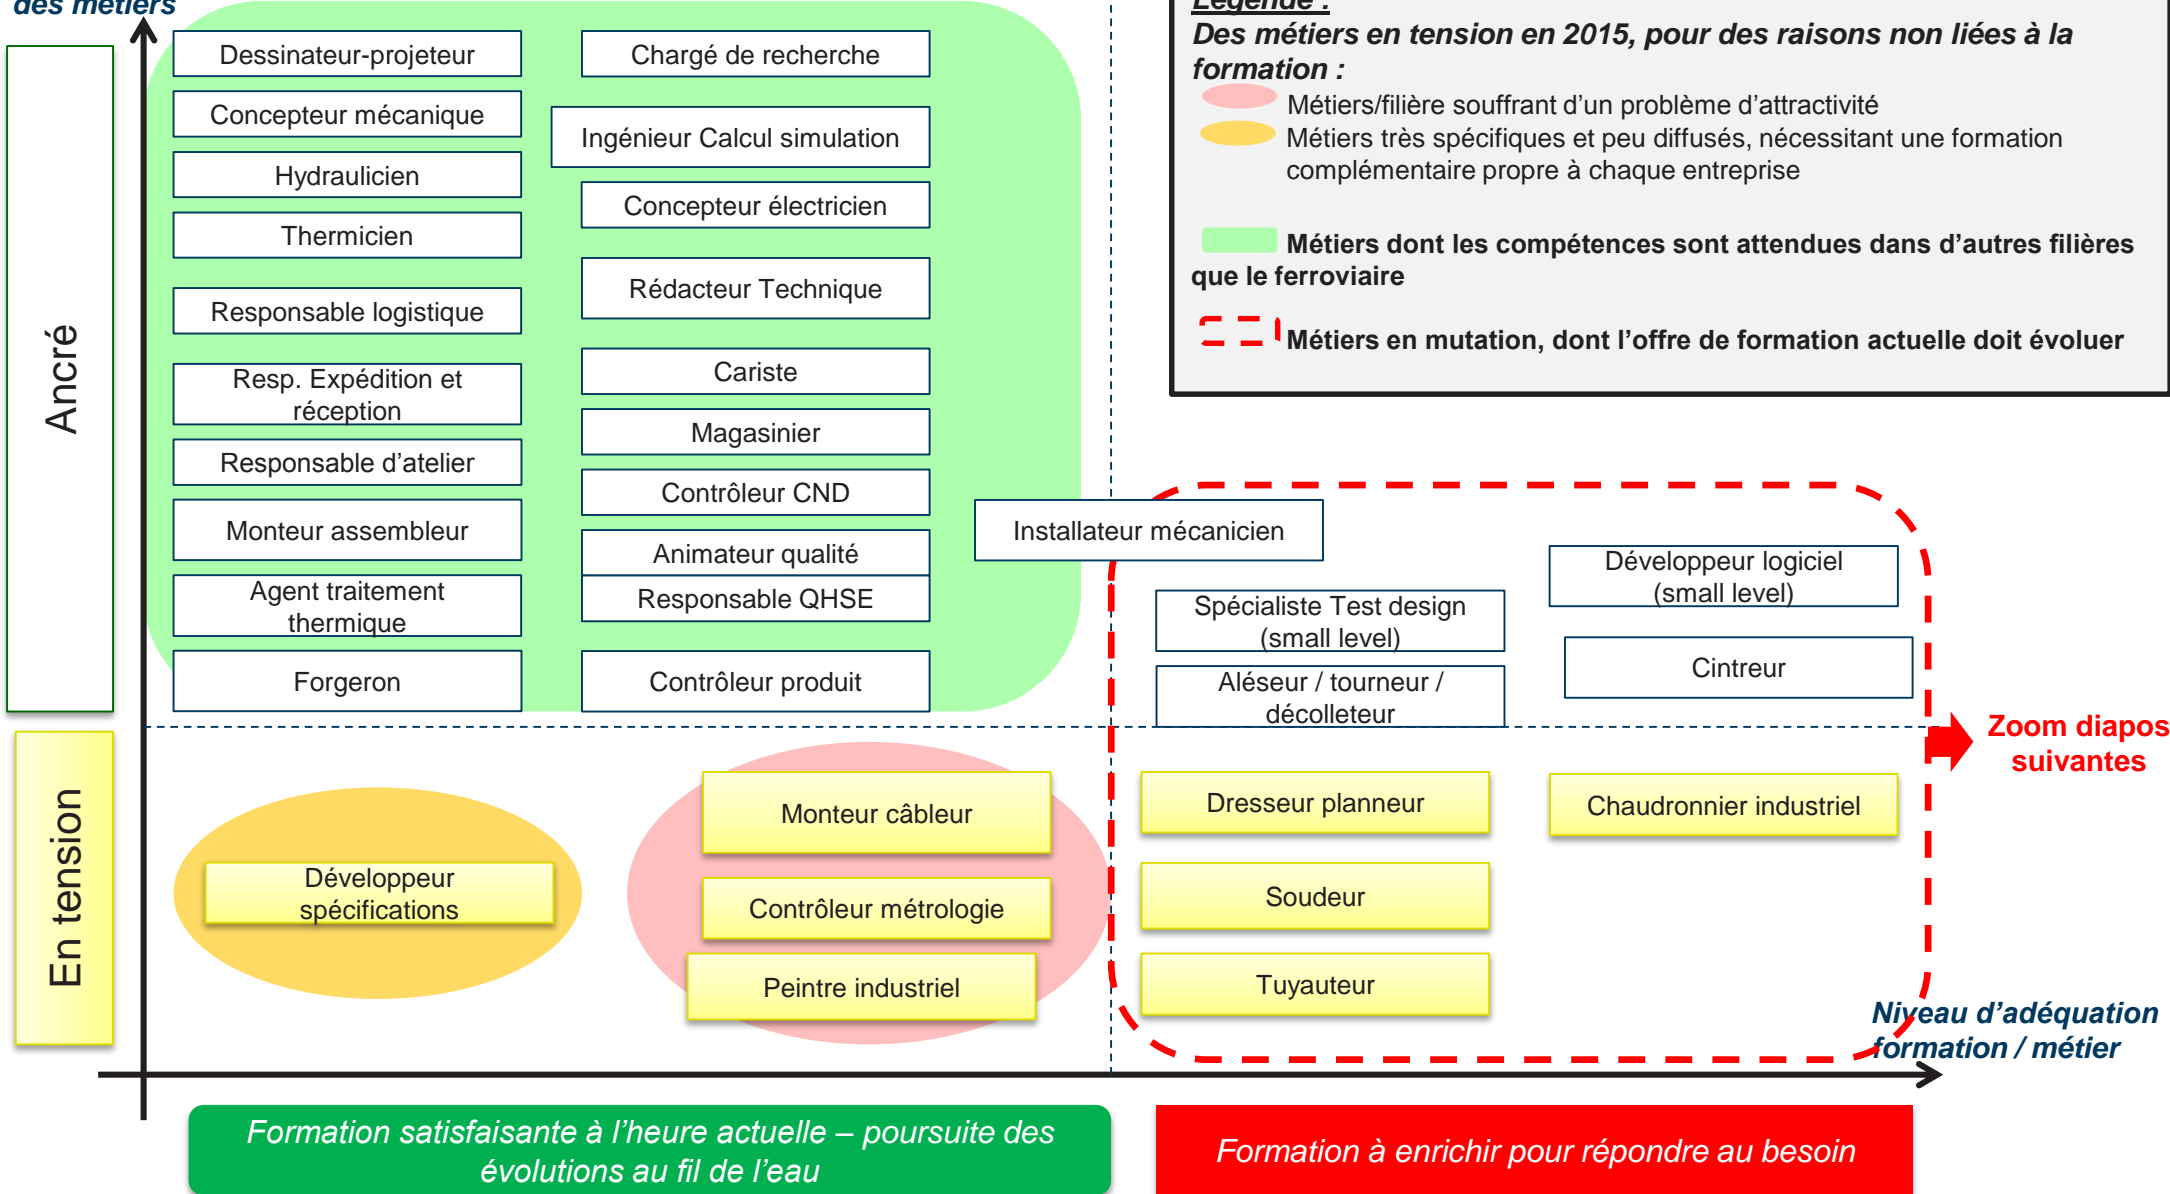 des métiers
Légende :
Des métiers en tension en 2015, pour des raisons non liées à la
formation :
Métiers/filière souffrant d'un problème d'attractivité
Métiers très spécifiques et peu diffusés, nécessitant une formation
complémentaire propre à chaque entreprise
Métiers dont les compétences sont attendues dans d'autres filières
que le ferroviaire
Métiers en mutation, dont l'offre de formation actuelle doit évoluer
Ancré
Dessinateur-projeteur
Concepteur mécanique
Hydraulicien
Thermicien
Responsable logistique
Resp. Expédition et
réception
Responsable d'atelier
Monteur assembleur
Agent traitement
thermique
Forgeron
Chargé de recherche
Ingénieur Calcul simulation
Concepteur électricien
Rédacteur Technique
Cariste
Magasinier
Contrôleur CND
Animateur qualité
Responsable QHSE
Contrôleur produit
Installateur mécanicien
Spécialiste Test design
(small level)
Aléseur / tourneur /
décolleteur
Développeur logiciel
(small level)
Cintreur
Zoom diapos
suivantes
En tension
Développeur
spécifications
Monteur câbleur
Contrôleur métrologie
Peintre industriel
Dresseur planneur
Soudeur
Tuyauteur
Chaudronnier industriel
Niveau d'adéquation
formation / métier
Formation satisfaisante à l'heure actuelle – poursuite des
évolutions au fil de l'eau
Formation à enrichir pour répondre au besoin